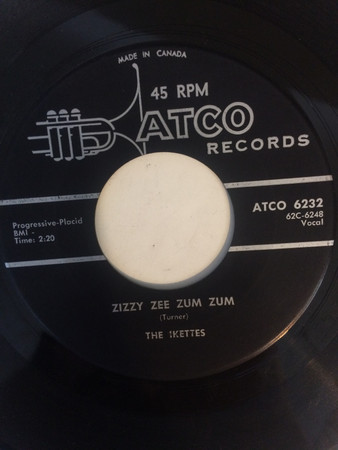 MADE IN CANADA
45 RPM
ATCO
RECORDS
ATCO 6232
62C-6248
Vocal
Progressive-Placid
BMI -
Time: 2:20
ZIZZY ZEE ZUM ZUM
(Turner)
THE IKETTES